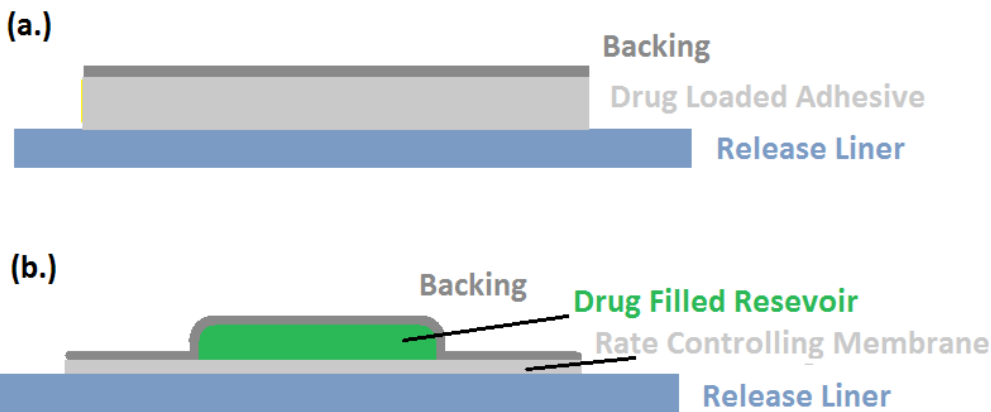 (a.)
Backing
Drug Loaded Adhesive
Release Liner
(b.)
Backing
Drug Filled Resevoir
Rate Controlling Membrane
Release Liner